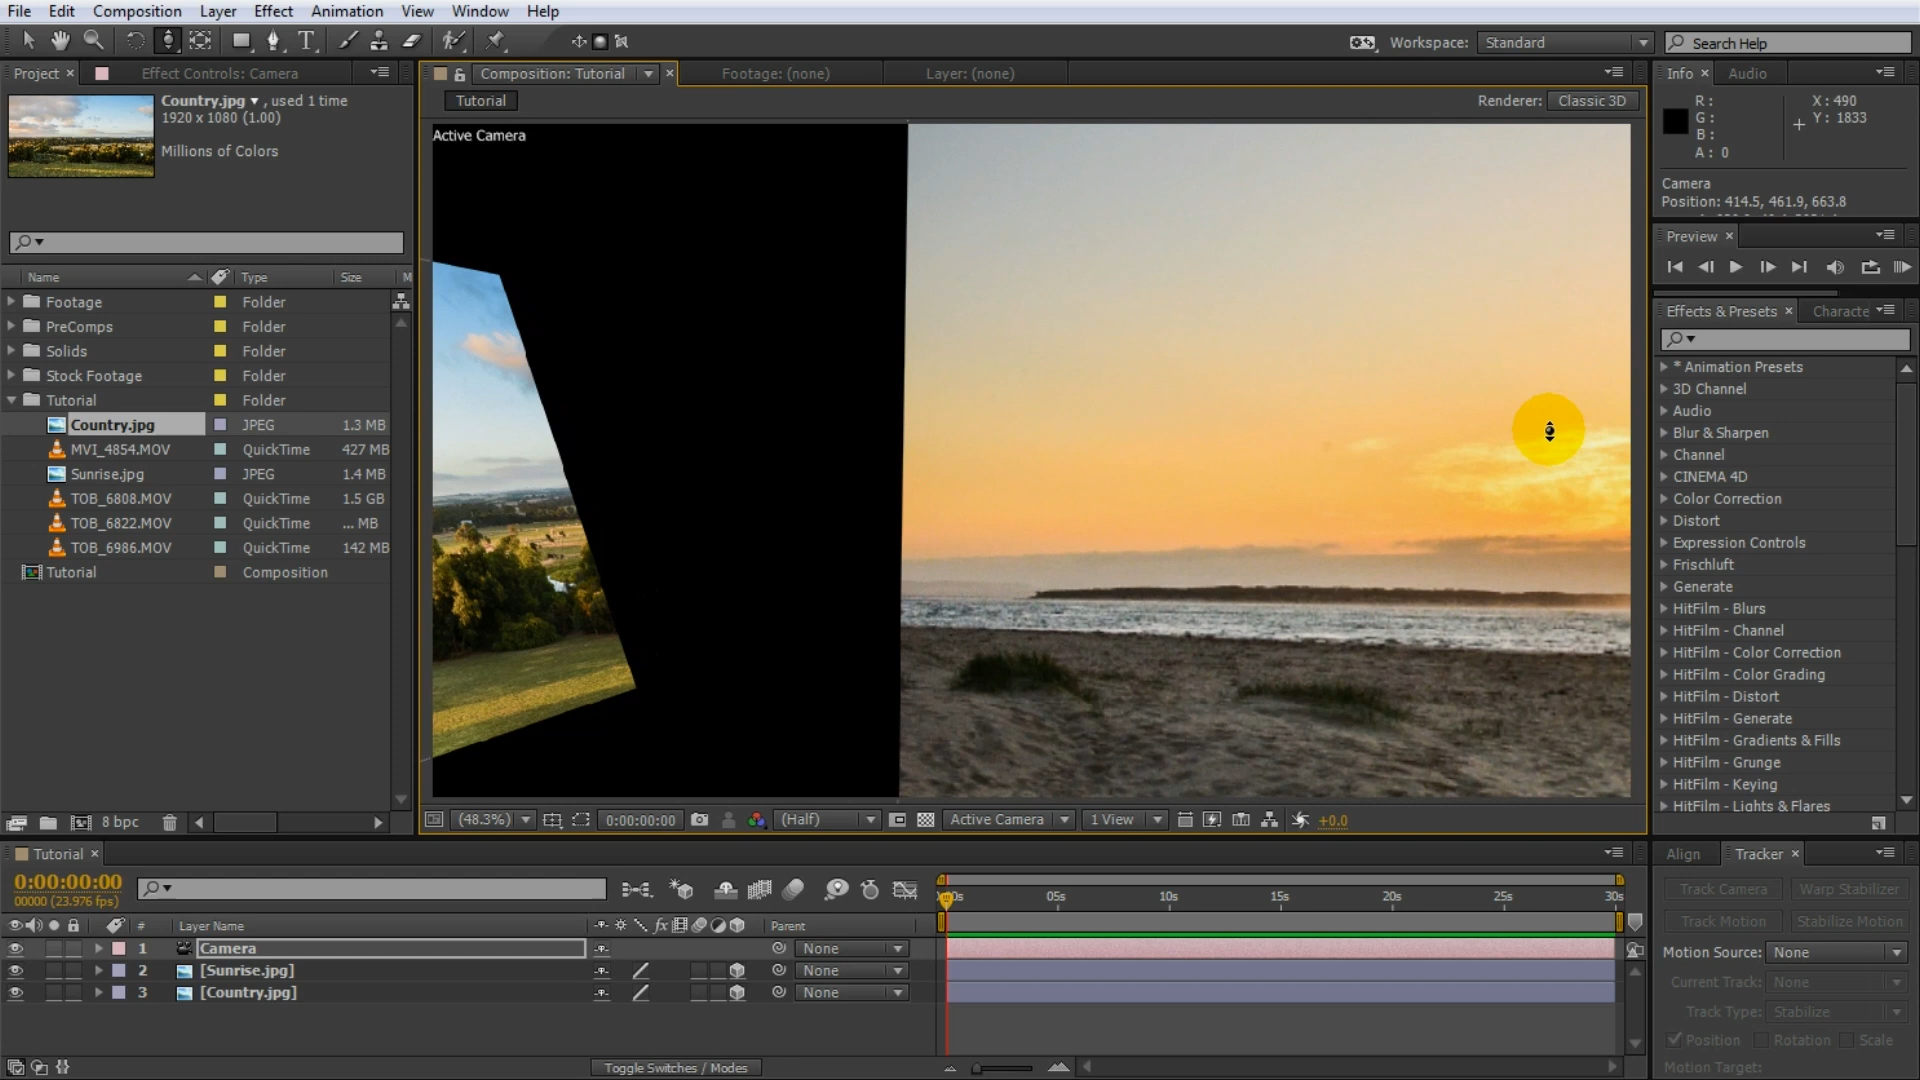 File Edit Composition Layer Effect Animation View Window Help
Workspace: Standard Search Help
Project Effect Controls: Camera
Country.jpg , used 1 time
1920 x 1080 (1.00)
Millions of Colors
Name Type Size M
Footage Folder
PreComps Folder
Solids Folder
Stock Footage Folder
Tutorial Folder
Country.jpg JPEG 1.3 MB
MVI_4854.MOV QuickTime 427 MB
Sunrise.jpg JPEG 1.4 MB
TOB_6808.MOV QuickTime 1.5 GB
TOB_6822.MOV QuickTime ... MB
TOB_6986.MOV QuickTime 142 MB
Tutorial Composition
8 bpc
Composition: Tutorial Footage: (none) Layer: (none)
Tutorial Renderer: Classic 3D
Active Camera
(48.3%) 0:00:00:00 (Half) Active Camera 1 View +0.0
Info Audio
R: X: 490
G: Y: 1833
B:
A: 0
Camera
Position: 414.5, 461.9, 663.8
Preview
Effects & Presets Characte
* Animation Presets
3D Channel
Audio
Blur & Sharpen
Channel
CINEMA 4D
Color Correction
Distort
Expression Controls
Frischluft
Generate
HitFilm - Blurs
HitFilm - Channel
HitFilm - Color Correction
HitFilm - Color Grading
HitFilm - Distort
HitFilm - Generate
HitFilm - Gradients & Fills
HitFilm - Grunge
HitFilm - Keying
HitFilm - Lights & Flares
Tutorial
0:00:00:00
00000 (23.976 fps)
0s 05s 10s 15s 20s 25s 30s
# Layer Name fx Parent
1 Camera None
2 [Sunrise.jpg] None
3 [Country.jpg] None
Toggle Switches / Modes
Align Tracker
Track Camera Warp Stabilizer
Track Motion Stabilize Motion
Motion Source: None
Current Track: None
Track Type: Stabilize
Position Rotation Scale
Motion Target: